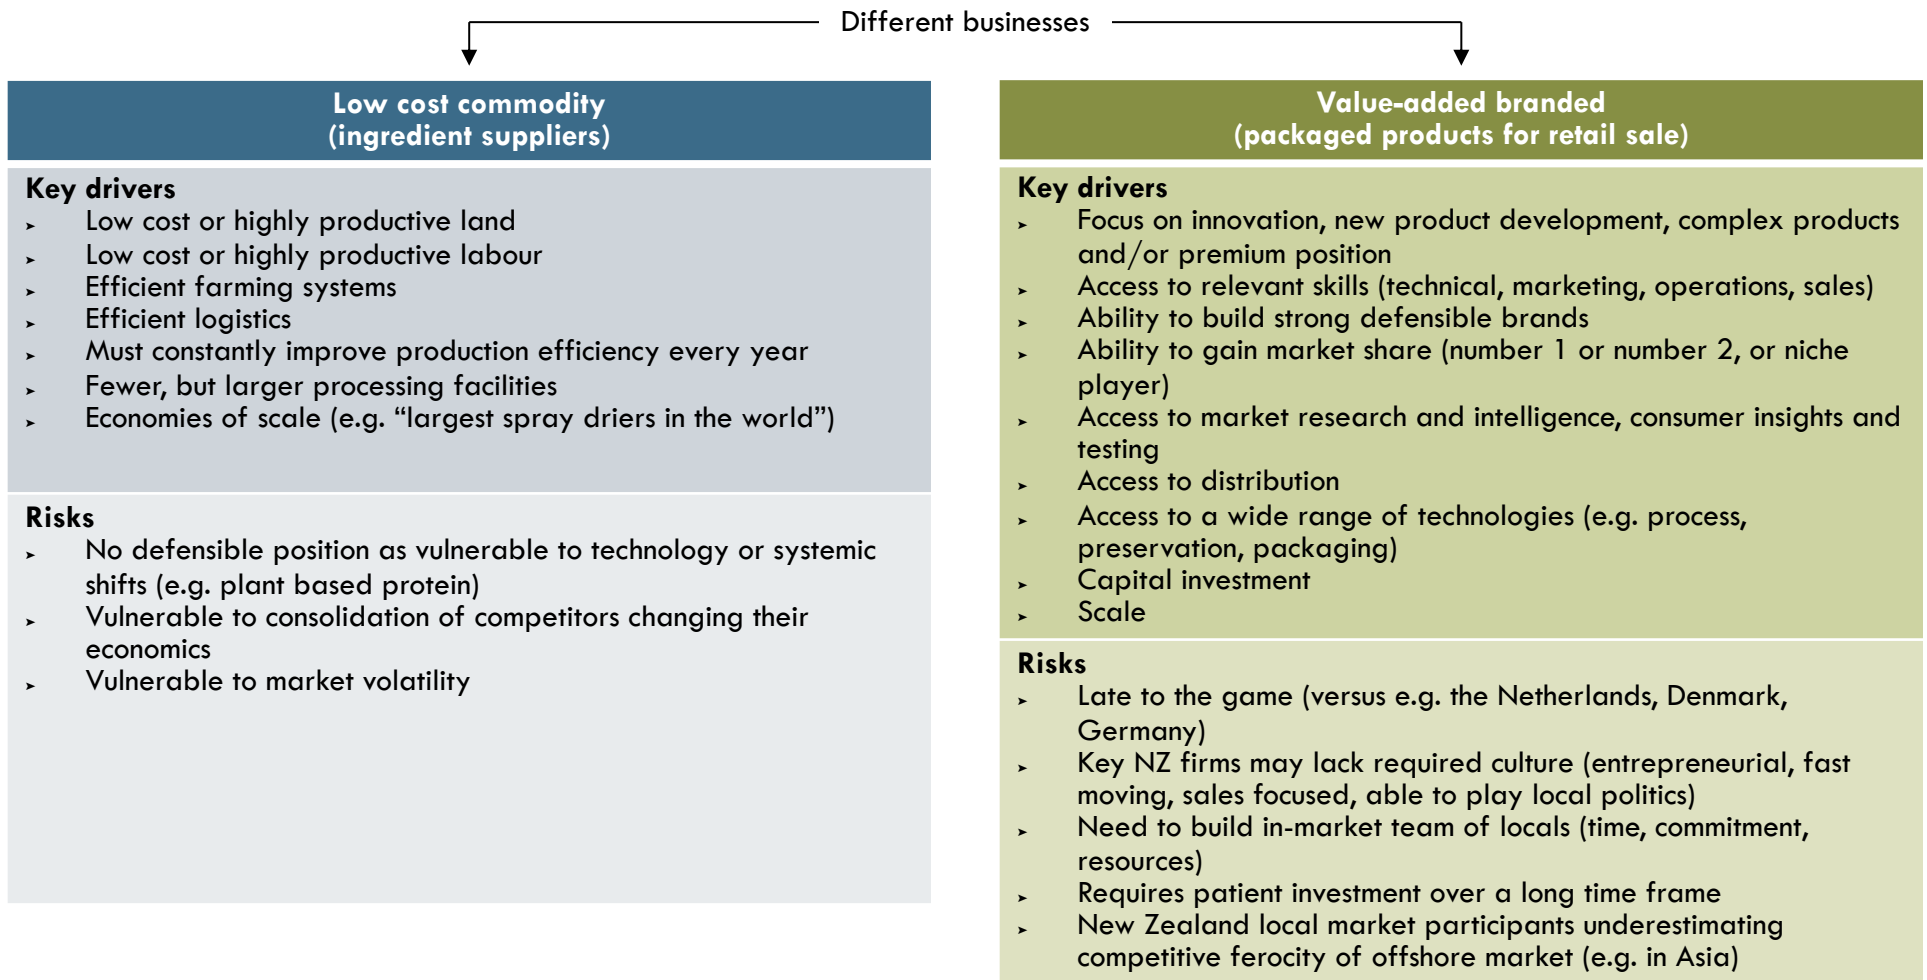 Different businesses
Low cost commodity
(ingredient suppliers)
Key drivers
➤ Low cost or highly productive land
➤ Low cost or highly productive labour
➤ Efficient farming systems
➤ Efficient logistics
➤ Must constantly improve production efficiency every year
➤ Fewer, but larger processing facilities
➤ Economies of scale (e.g. “largest spray driers in the world”)
Risks
➤ No defensible position as vulnerable to technology or systemic
shifts (e.g. plant based protein)
➤ Vulnerable to consolidation of competitors changing their
economics
➤ Vulnerable to market volatility
Value-added branded
(packaged products for retail sale)
Key drivers
➤ Focus on innovation, new product development, complex products
and/or premium position
➤ Access to relevant skills (technical, marketing, operations, sales)
➤ Ability to build strong defensible brands
➤ Ability to gain market share (number 1 or number 2, or niche
player)
➤ Access to market research and intelligence, consumer insights and
testing
➤ Access to distribution
➤ Access to a wide range of technologies (e.g. process,
preservation, packaging)
➤ Capital investment
➤ Scale
Risks
➤ Late to the game (versus e.g. the Netherlands, Denmark,
Germany)
➤ Key NZ firms may lack required culture (entrepreneurial, fast
moving, sales focused, able to play local politics)
➤ Need to build in-market team of locals (time, commitment,
resources)
➤ Requires patient investment over a long time frame
➤ New Zealand local market participants underestimating
competitive ferocity of offshore market (e.g. in Asia)